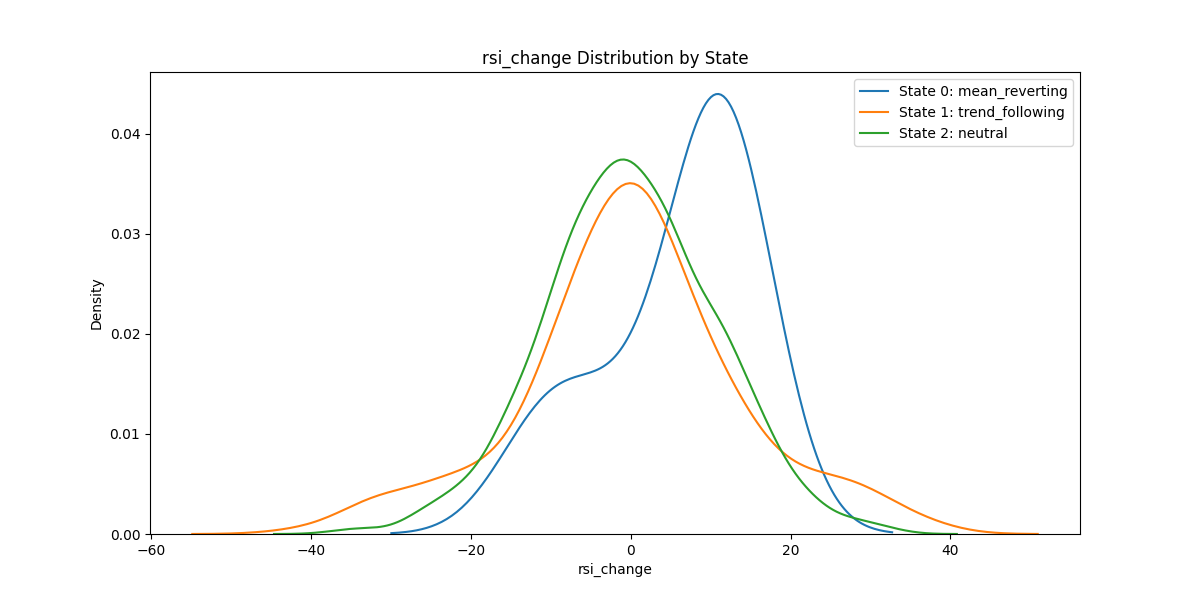 rsi_change Distribution by State
State 0: mean_reverting
State 1: trend_following
State 2: neutral
Density
0.04
0.03
0.02
0.01
0.00
−60
−40
−20
0
20
40
rsi_change